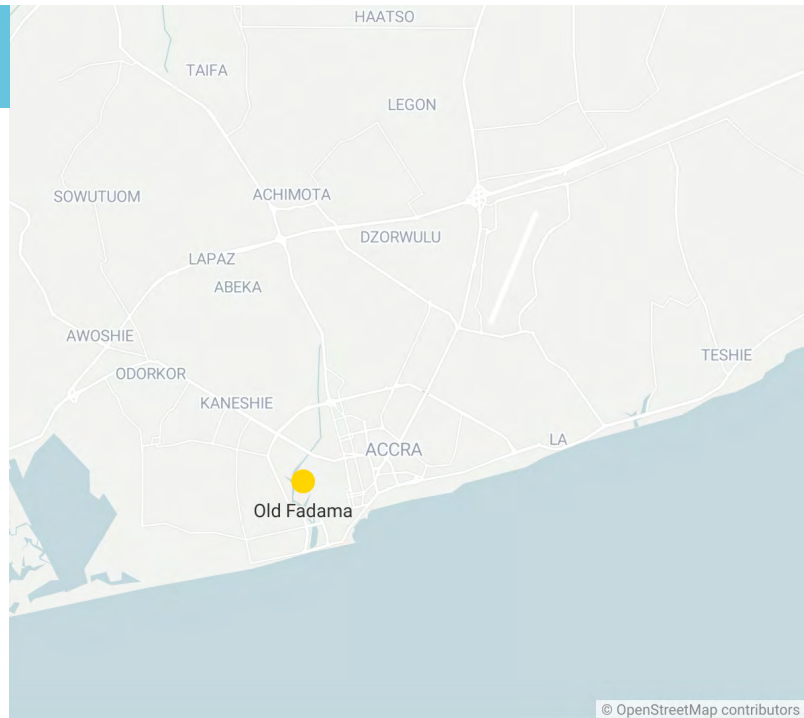 HAATSO
TAIFA
LEGON
SOWUTUOM
ACHIMOTA
DZORWULU
LAPAZ
ABEKA
AWOSHIE
TESHIE
ODORKOR
KANESHIE
LA
ACCRA
Old Fadama
© OpenStreetMap contributors